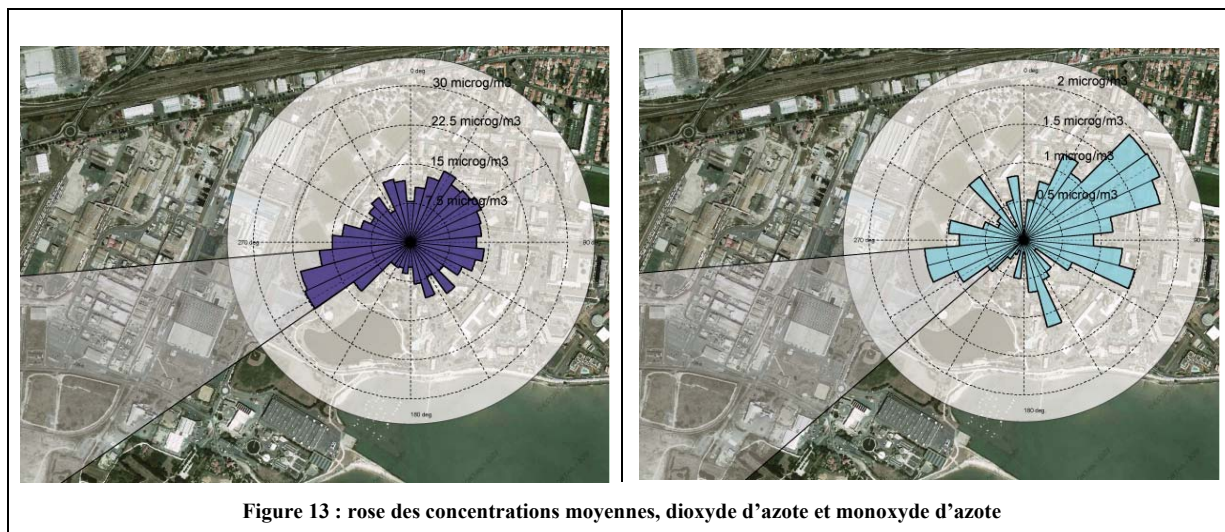 0 deg
30 microg/m3
22.5 microg/m3
15 microg/m3
7.5 microg/m3
270 deg
90 deg
180 deg
0 deg
2 microg/m3
1.5 microg/m3
1 microg/m3
0.5 microg/m3
270 deg
90 deg
180 deg
Figure 13 : rose des concentrations moyennes, dioxyde d'azote et monoxyde d'azote